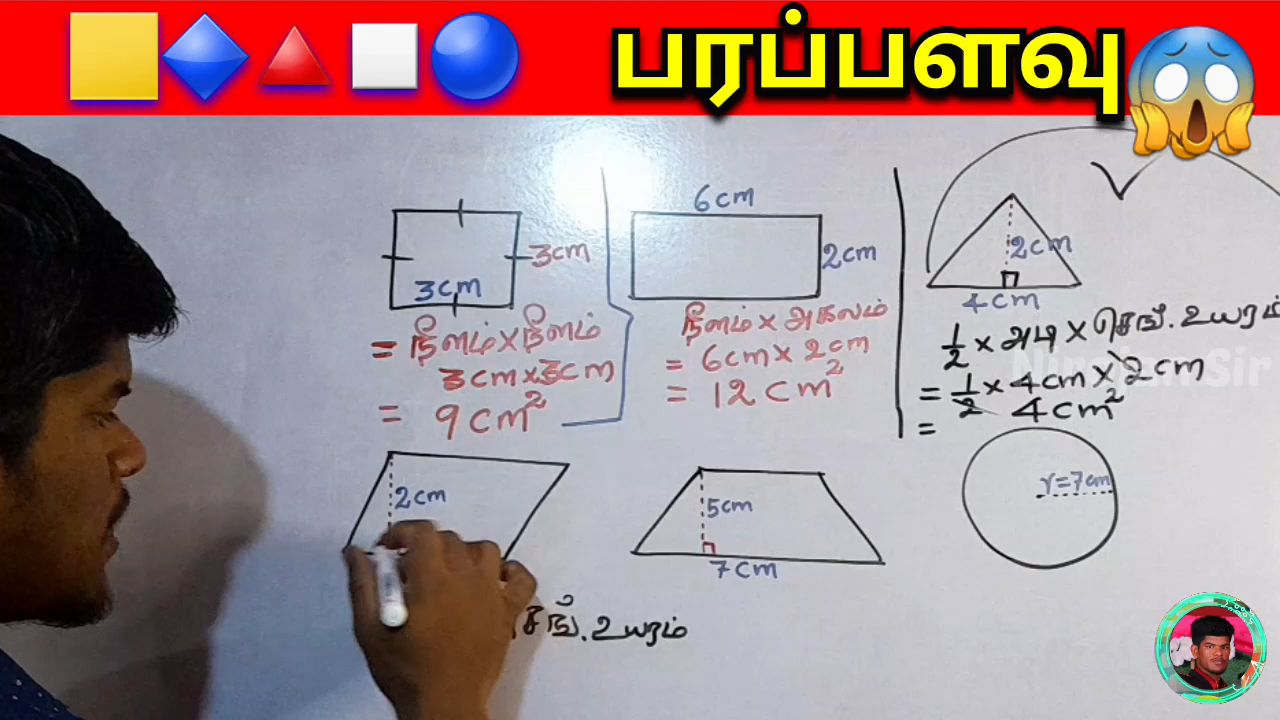 பரப்பளவு
3cm
3cm
= நீளம் × நீளம்
3cm × 3cm
= 9cm²
6cm
2cm
நீளம் × அகலம்
= 6cm × 2cm
= 12cm²
2cm
4cm
1/2 × அடி × செங். உயரம்
= 1/2 × 4cm × 2cm
= 4cm²
Sir
2cm
செங். உயரம்
5cm
7cm
r=7cm